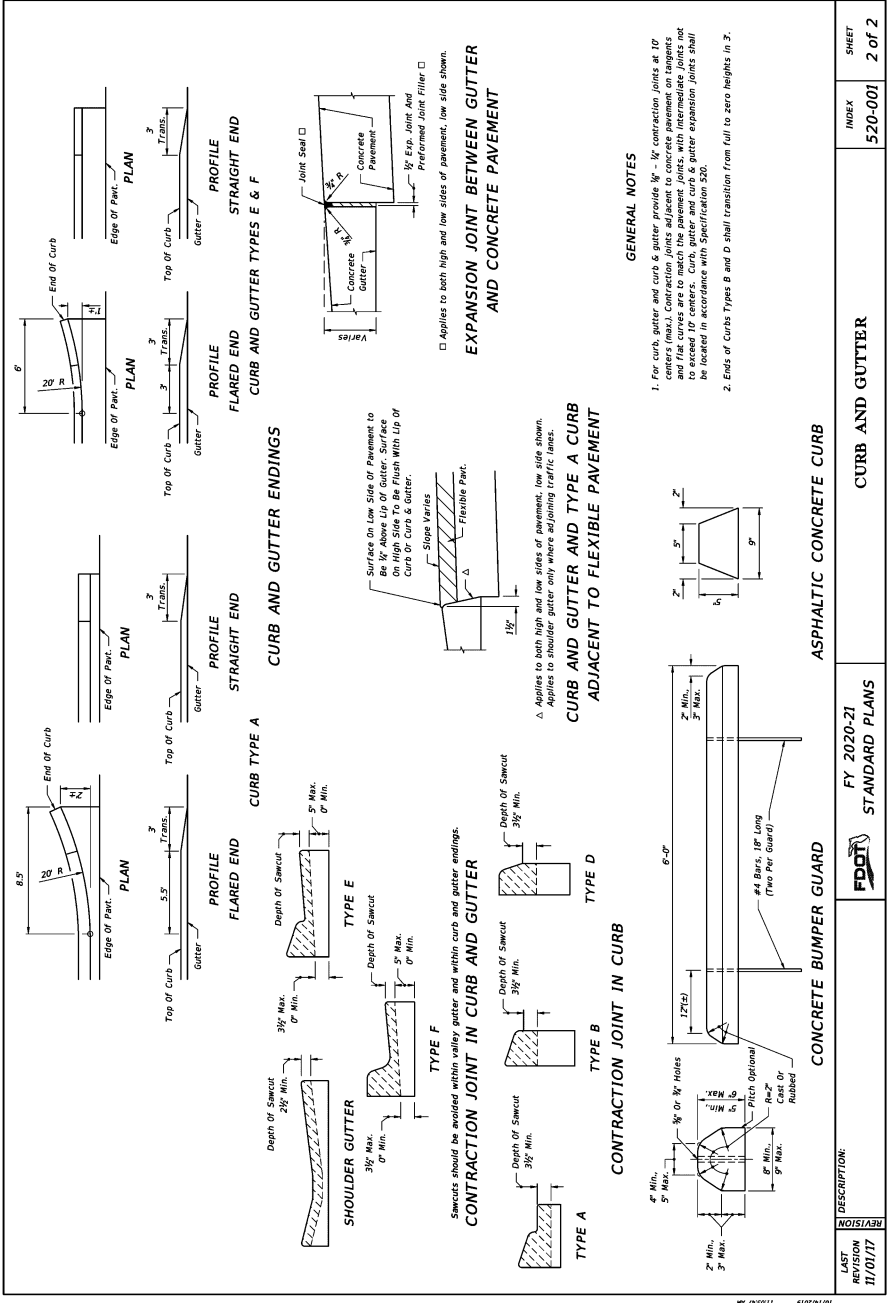 8.5'
20' R
End Of Curb
2'±
Edge Of Pavt.
PLAN
Top Of Curb
5.5'
3'
Trans.
Gutter
PROFILE
FLARED END
Edge Of Pavt.
PLAN
3'
Trans.
Top Of Curb
Gutter
PROFILE
STRAIGHT END
CURB TYPE A
6'
20' R
End Of Curb
1'±
Edge Of Pavt.
PLAN
Top Of Curb
3'
3'
Trans.
Gutter
PROFILE
FLARED END
Edge Of Pavt.
PLAN
3'
Trans.
Top Of Curb
Gutter
PROFILE
STRAIGHT END
CURB AND GUTTER TYPES E & F
CURB AND GUTTER ENDINGS
Depth Of Sawcut
2½" Min.
SHOULDER GUTTER
Depth Of Sawcut
5" Max.
0" Min.
3½" Max.
0" Min.
TYPE E
Depth Of Sawcut
5" Max.
0" Min.
3½" Max.
0" Min.
TYPE F
Sawcuts should be avoided within valley gutter and within curb and gutter endings.
CONTRACTION JOINT IN CURB AND GUTTER
Depth Of Sawcut
3½" Min.
TYPE A
Depth Of Sawcut
3½" Min.
TYPE B
Depth Of Sawcut
3½" Min.
TYPE D
CONTRACTION JOINT IN CURB
Surface On Low Side Of Pavement to
Be ¼" Above Lip Of Gutter. Surface
On High Side To Be Flush With Lip Of
Curb Or Curb & Gutter.
Slope Varies
Flexible Pavt.
△
1½"
△ Applies to both high and low sides of pavement, low side shown.
Applies to shoulder gutter only where adjoining traffic lanes.
CURB AND GUTTER AND TYPE A CURB
ADJACENT TO FLEXIBLE PAVEMENT
Joint Seal □
¾" R
Concrete
Pavement
Concrete
Gutter
Varies
½" Exp. Joint And
Preformed Joint Filler □
□ Applies to both high and low sides of pavement, low side shown.
EXPANSION JOINT BETWEEN GUTTER
AND CONCRETE PAVEMENT
4" Min.,
5" Max.
⅝" Or ¾" Holes
5" Min.,
6" Max.
Pitch Optional
R=2"
Cast Or
Rubbed
8" Min.,
9" Max.
2" Min.,
3" Max.
12"(±)
6'-0"
2" Min.,
3" Max.
#4 Bars, 18" Long
(Two Per Guard)
CONCRETE BUMPER GUARD
2"
5"
2"
5"
9"
ASPHALTIC CONCRETE CURB
GENERAL NOTES
1. For curb, gutter and curb & gutter provide ⅛" - ¼" contraction joints at 10'
centers (max.). Contraction joints adjacent to concrete pavement on tangents
and flat curves are to match the pavement joints, with intermediate joints not
to exceed 10' centers. Curb, gutter and curb & gutter expansion joints shall
be located in accordance with Specification 520.
2. Ends of Curbs Types B and D shall transition from full to zero heights in 3'.
LAST
REVISION
11/01/17
REVISION
DESCRIPTION:
FDOT
FY 2020-21
STANDARD PLANS
CURB AND GUTTER
INDEX
520-001
SHEET
2 of 2